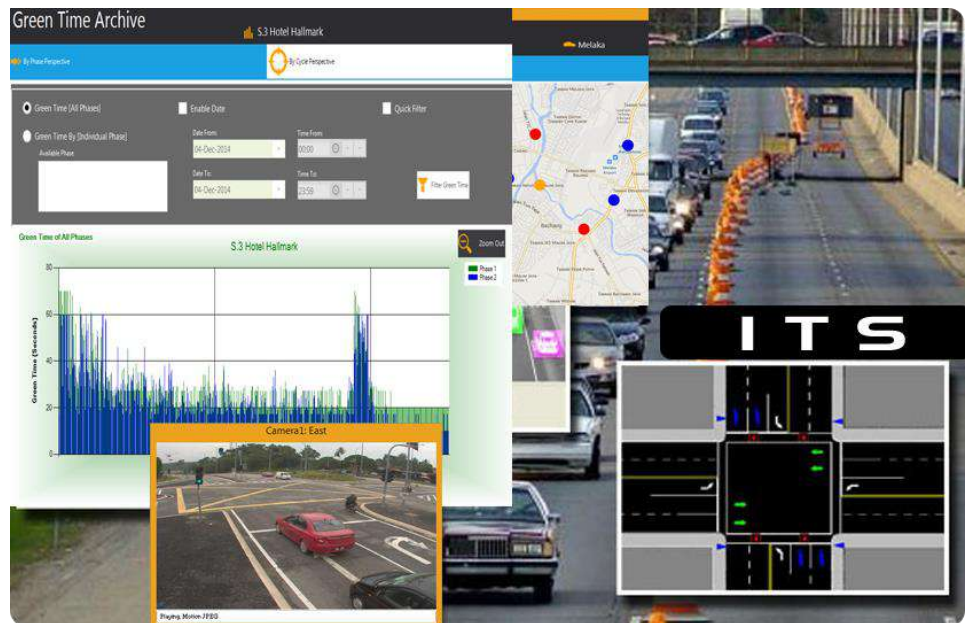 Green Time Archive
S.3 Hotel Hallmark
By Phase Perspective
By Cycle Perspective
Green Time [All Phases]
Enable Date
Quick Filter
Green Time By [Individual Phase]
Available Phase
Date From:
Time From:
04-Dec-2014
00:00
Date To:
Time To:
04-Dec-2014
23:59
Filter Green Time
Green Time of All Phases
S.3 Hotel Hallmark
Zoom Out
Phase 1
Phase 2
Green Time (Seconds)
80
60
40
20
0
Camera1: East
Playing, Motion JPEG
Melaka
Bachang
ITS